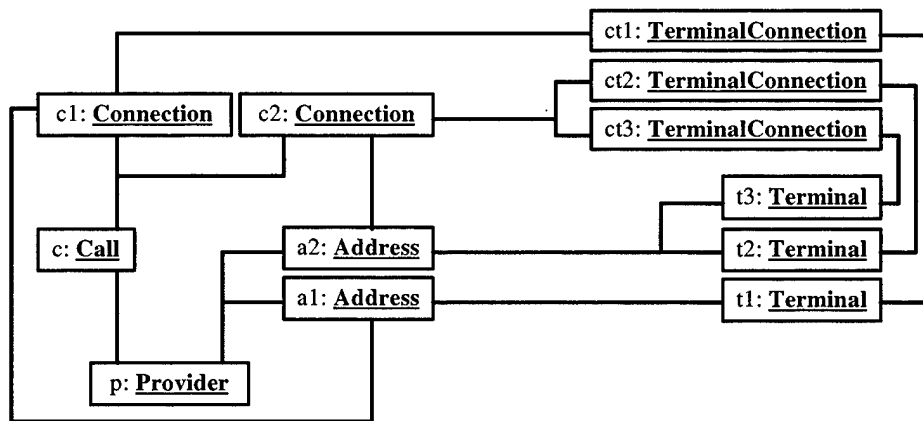 ct1: TerminalConnection
ct2: TerminalConnection
c1: Connection
c2: Connection
ct3: TerminalConnection
t3: Terminal
c: Call
a2: Address
t2: Terminal
a1: Address
t1: Terminal
p: Provider